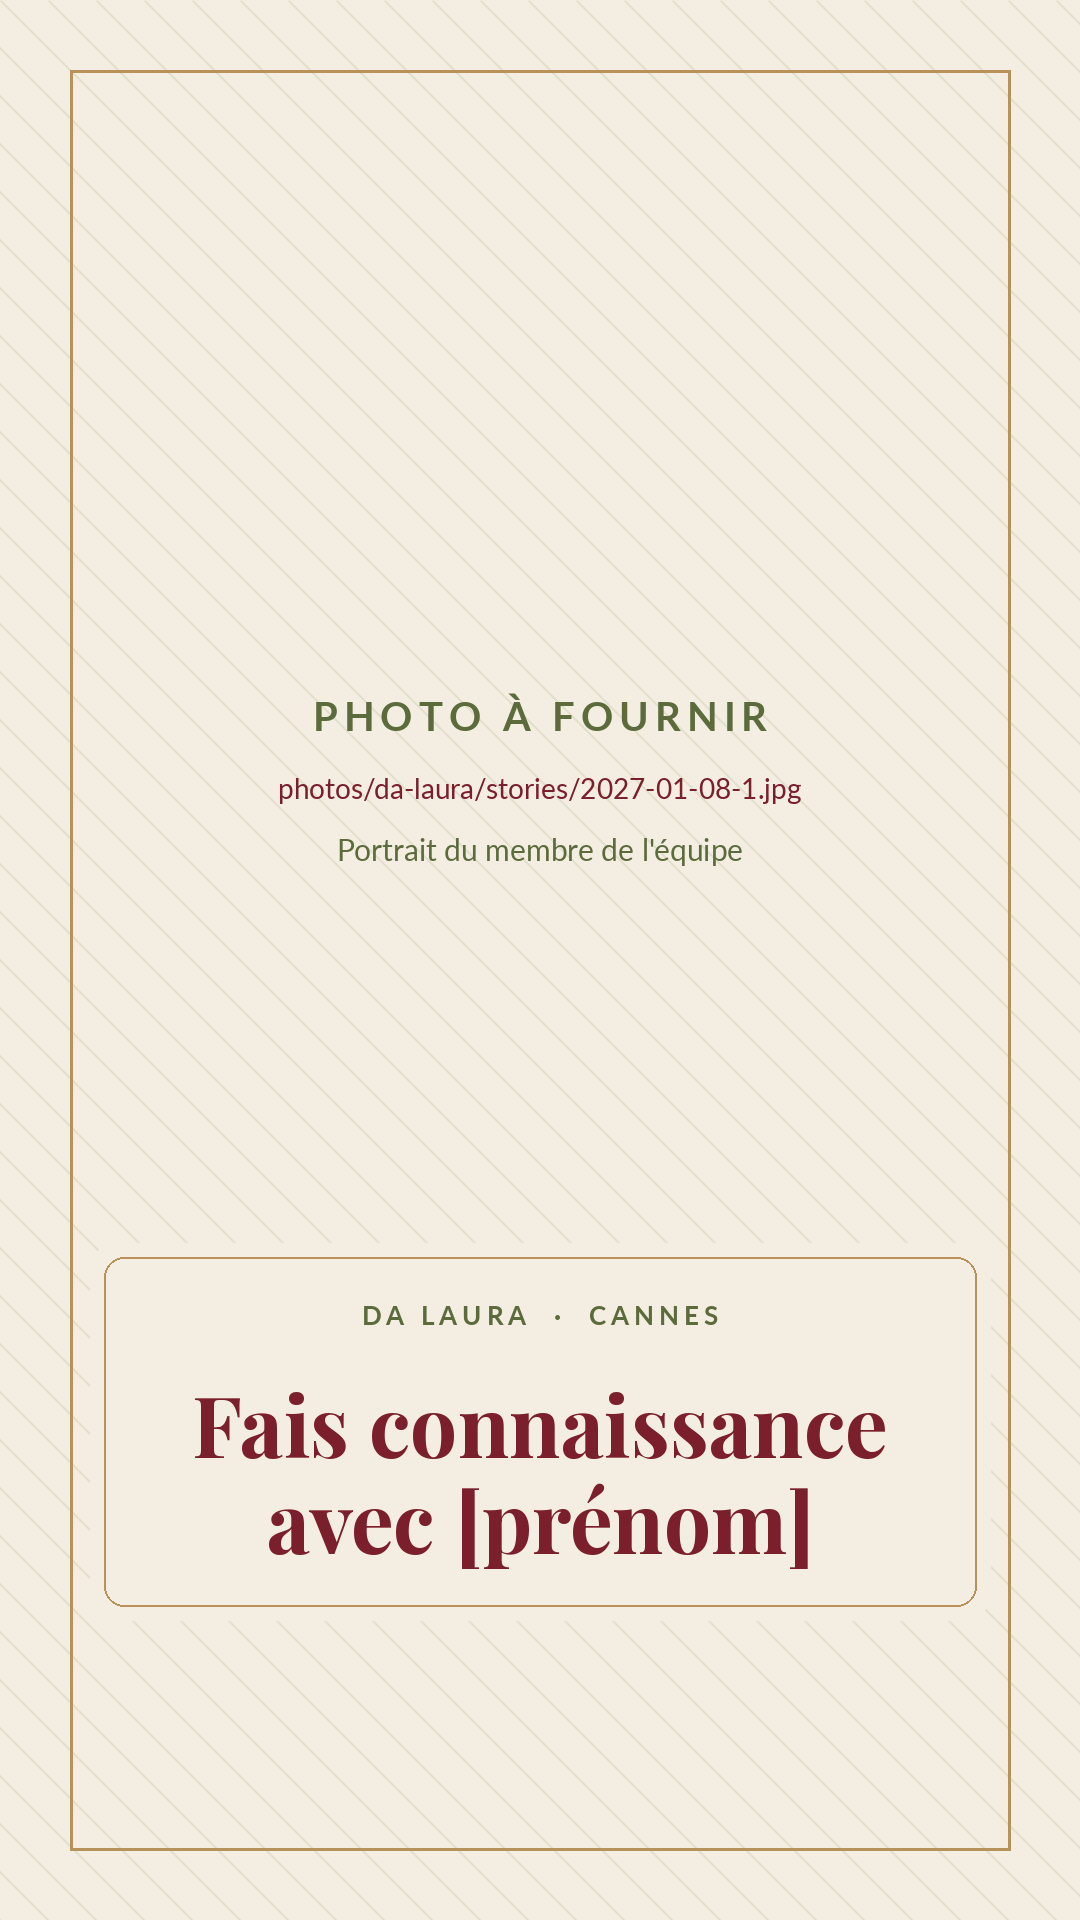 PHOTO À FOURNIR
photos/da-laura/stories/2027-01-08-1.jpg
Portrait du membre de l'équipe
DA LAURA · CANNES
Fais connaissance
avec [prénom]